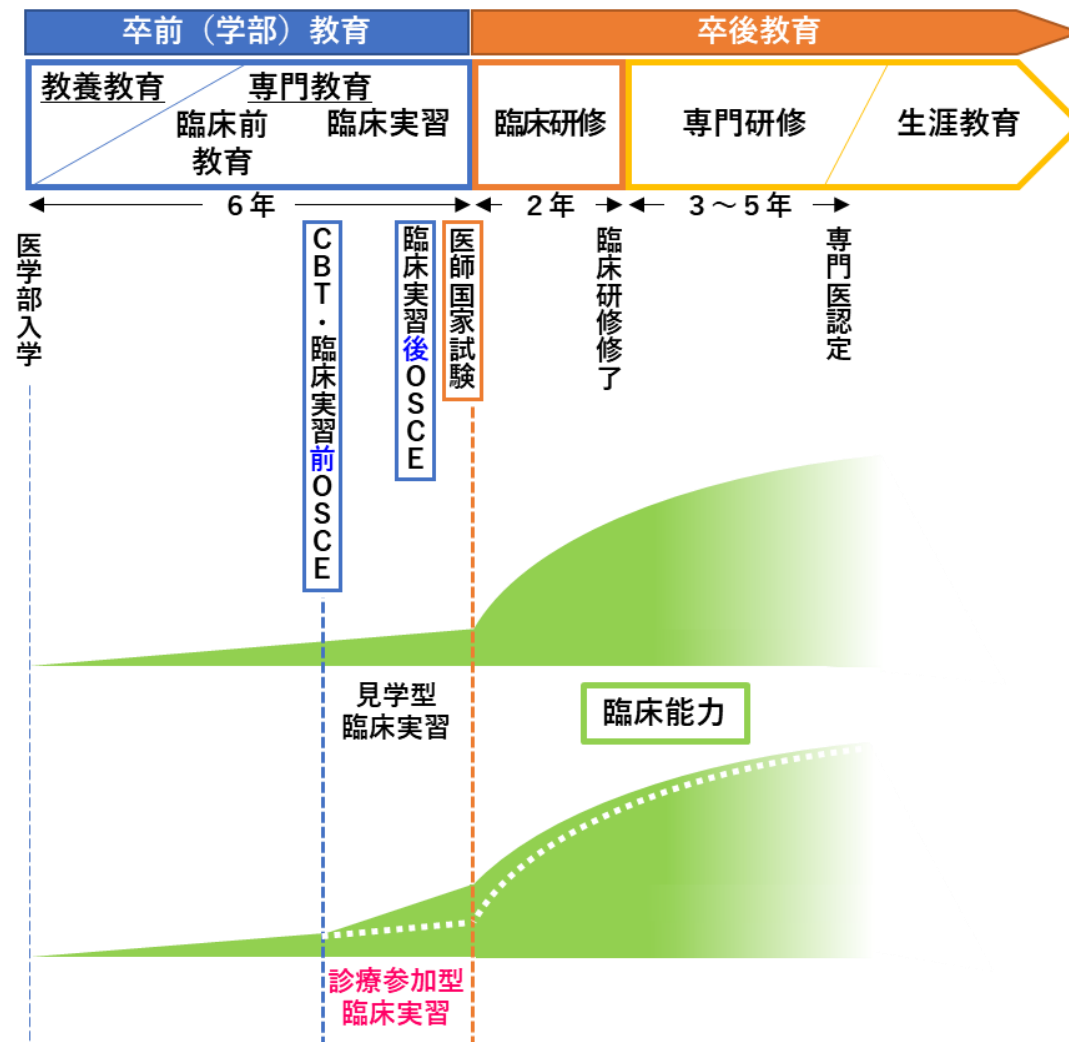 卒前（学部）教育
卒後教育
教養教育
専門教育
臨床前
教育
臨床実習
臨床研修
専門研修
生涯教育
6年
2年
3～5年
医学部入学
CBT・臨床実習前OSCE
臨床実習後OSCE
医師国家試験
臨床研修修了
専門医認定
見学型
臨床実習
臨床能力
診療参加型
臨床実習